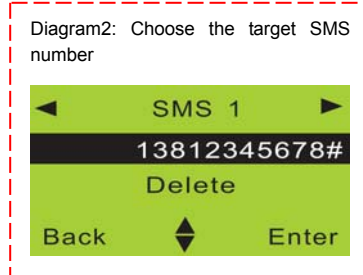 Diagram2: Choose the target SMS
number
SMS 1
13812345678#
Delete
Back Enter